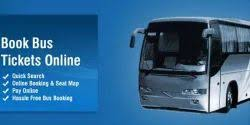 Book Bus
Tickets Online
Quick Search
Online Booking & Seat Map
Pay Online
Hassle Free Bus Booking